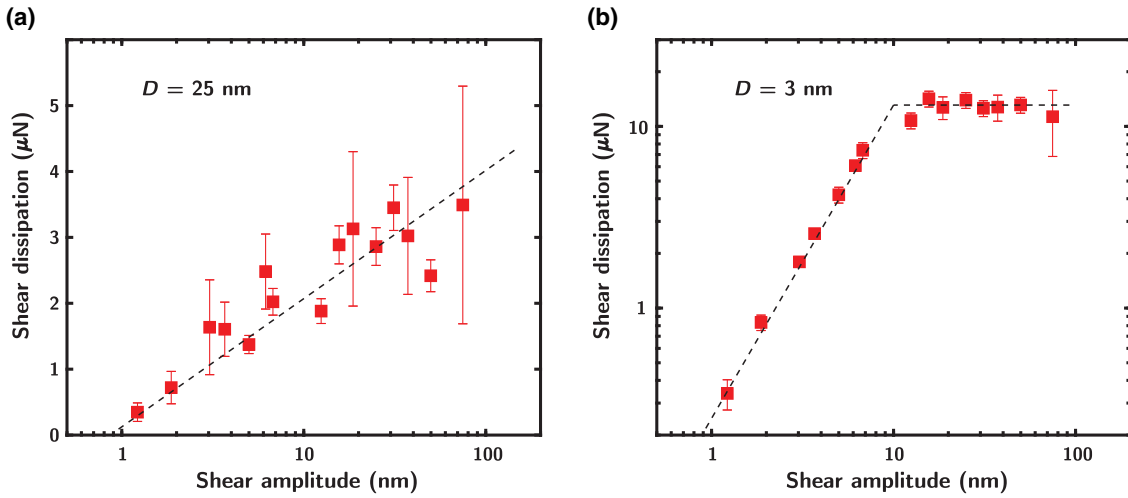 (a)
D = 25 nm
Shear dissipation (μN)
5
4
3
2
1
0
1
10
100
Shear amplitude (nm)
(b)
D = 3 nm
Shear dissipation (μN)
10
1
1
10
100
Shear amplitude (nm)